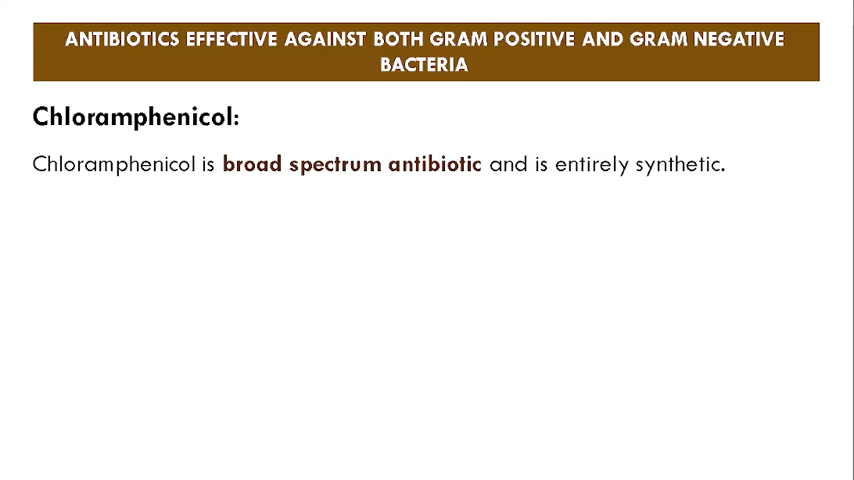 ANTIBIOTICS EFFECTIVE AGAINST BOTH GRAM POSITIVE AND GRAM NEGATIVE
BACTERIA
Chloramphenicol:
Chloramphenicol is broad spectrum antibiotic and is entirely synthetic.